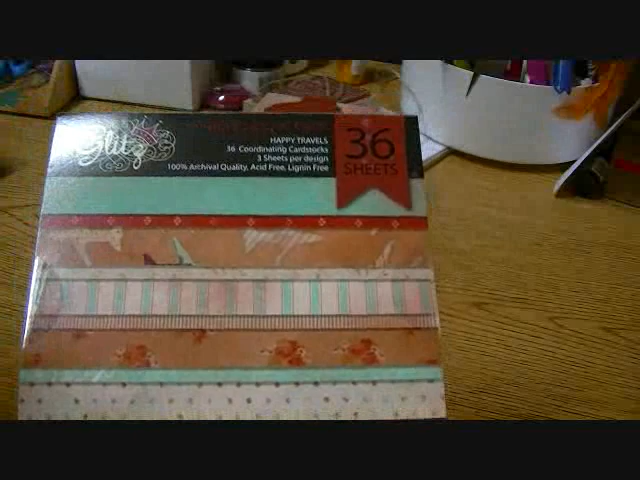 Glitz
HAPPY TRAVELS
36 Coordinating Cardstocks
3 Sheets per design
100% Archival Quality, Acid Free, Lignin Free
36
SHEETS